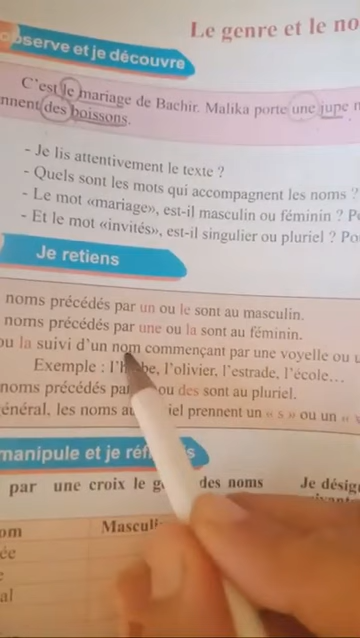 Le genre et le no
observe et je découvre
C'est le mariage de Bachir. Malika porte une jupe
nnent des boissons.
- Je lis attentivement le texte ?
- Quels sont les mots qui accompagnent les noms ?
- Le mot «mariage», est-il masculin ou féminin ? P
- Et le mot «invités», est-il singulier ou pluriel ? Po
Je retiens
noms précédés par un ou le sont au masculin.
noms précédés par une ou la sont au féminin.
ou la suivi d'un nom commençant par une voyelle ou u
Exemple : l'h be, l'olivier, l'estrade, l'école…
noms précédés pa ou des sont au pluriel.
énéral, les noms au iel prennent un « s » ou un «
manipule et je réfl s
par une croix le g des noms
Je désig
om Masculi
ée
e
al